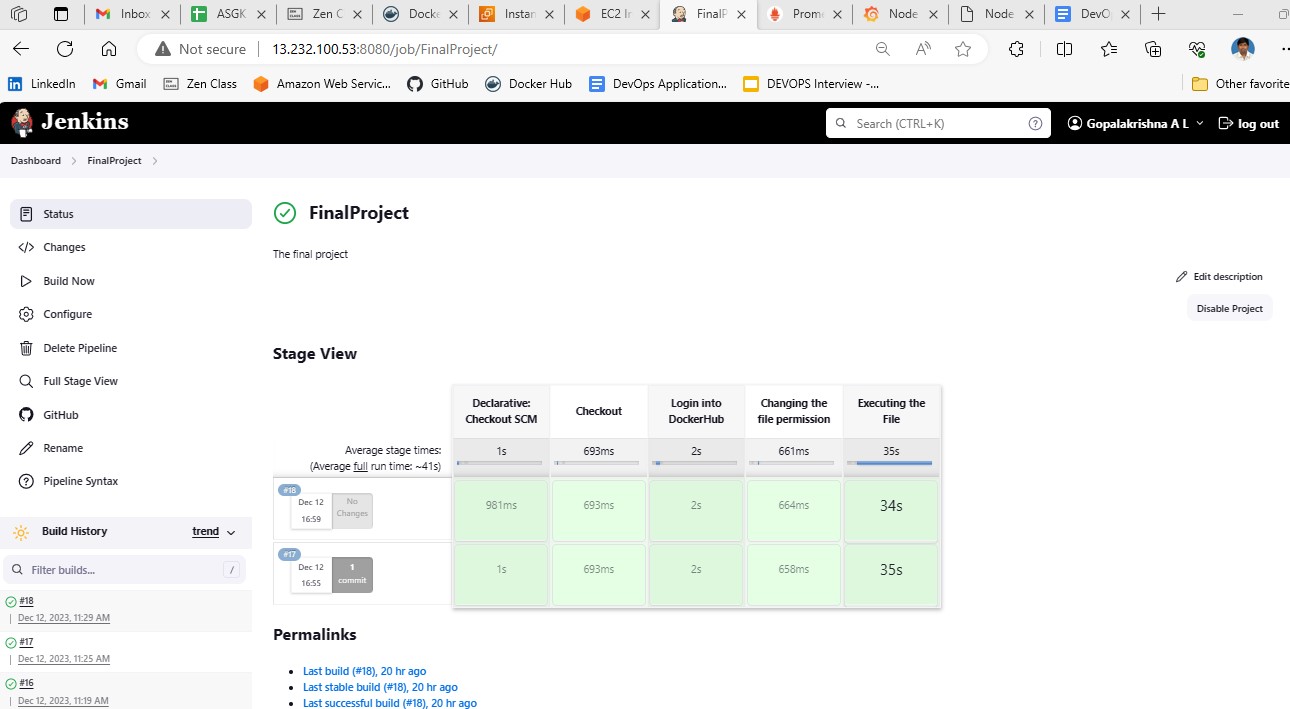 Inbox
ASGK
Zen C
Docke
Instan
EC2 Ir
FinalP
Prome
Node
Node
DevO
Not secure
13.232.100.53:8080/job/FinalProject/
LinkedIn
Gmail
Zen Class
Amazon Web Servic...
GitHub
Docker Hub
DevOps Application...
DEVOPS Interview -...
Other favorite
Jenkins
Search (CTRL+K)
Gopalakrishna A L
log out
Dashboard
FinalProject
Status
Changes
Build Now
Configure
Delete Pipeline
Full Stage View
GitHub
Rename
Pipeline Syntax
Build History
trend
Filter builds...
/
#18
Dec 12, 2023, 11:29 AM
#17
Dec 12, 2023, 11:25 AM
#16
Dec 12, 2023, 11:19 AM
FinalProject
The final project
Edit description
Disable Project
Stage View
Declarative: Checkout SCM
Checkout
Login into DockerHub
Changing the file permission
Executing the File
Average stage times:
(Average full run time: ~41s)
1s 693ms 2s 661ms 35s
#18
Dec 12
16:59
No
Changes
981ms 693ms 2s 664ms 34s
#17
Dec 12
16:55
1
commit
1s 693ms 2s 658ms 35s
Permalinks
Last build (#18), 20 hr ago
Last stable build (#18), 20 hr ago
Last successful build (#18), 20 hr ago